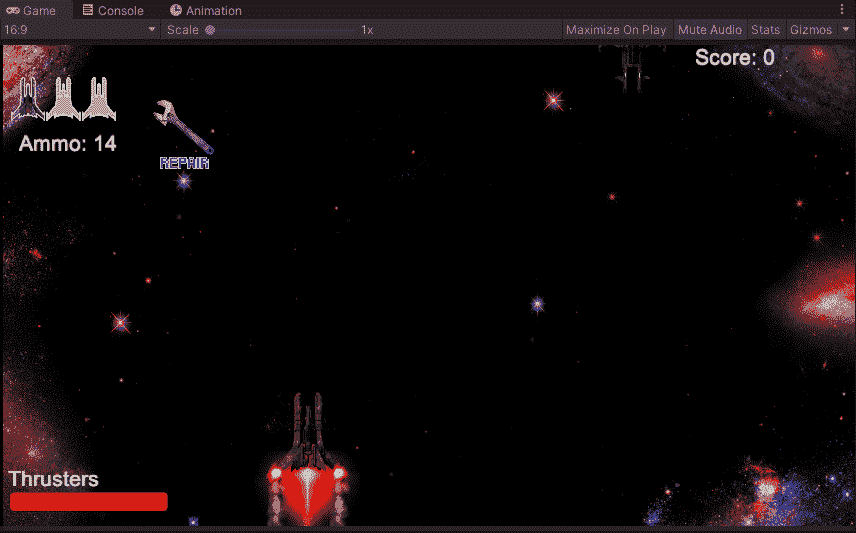 Game Console Animation
16:9 Scale 1x Maximize On Play Mute Audio Stats Gizmos
Score: 0
Ammo: 14
REPAIR
Thrusters